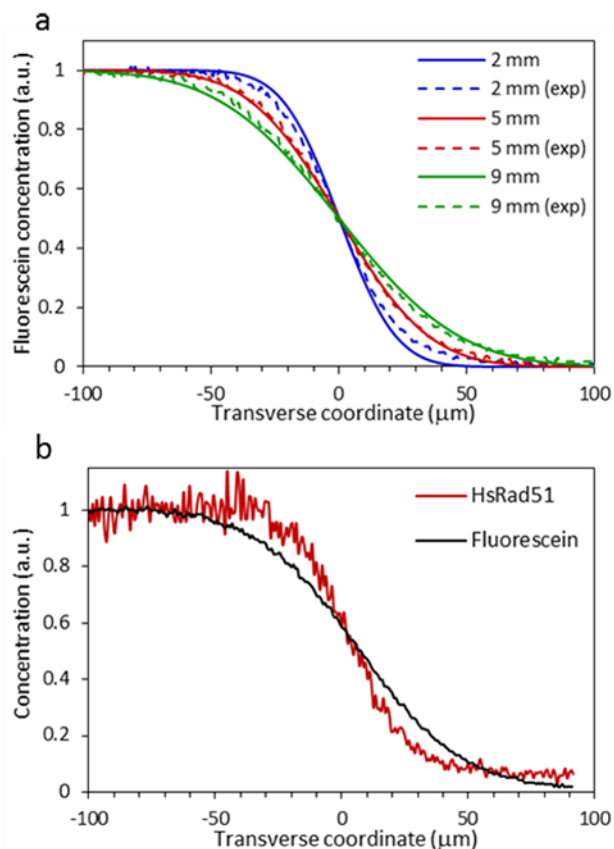 a
Fluorescein concentration (a.u.)
1
0.8
0.6
0.4
0.2
0
-100 -50 0 50 100
Transverse coordinate (μm)
2 mm
2 mm (exp)
5 mm
5 mm (exp)
9 mm
9 mm (exp)
b
Concentration (a.u.)
1
0.8
0.6
0.4
0.2
0
-100 -50 0 50 100
Transverse coordinate (μm)
HsRad51
Fluorescein